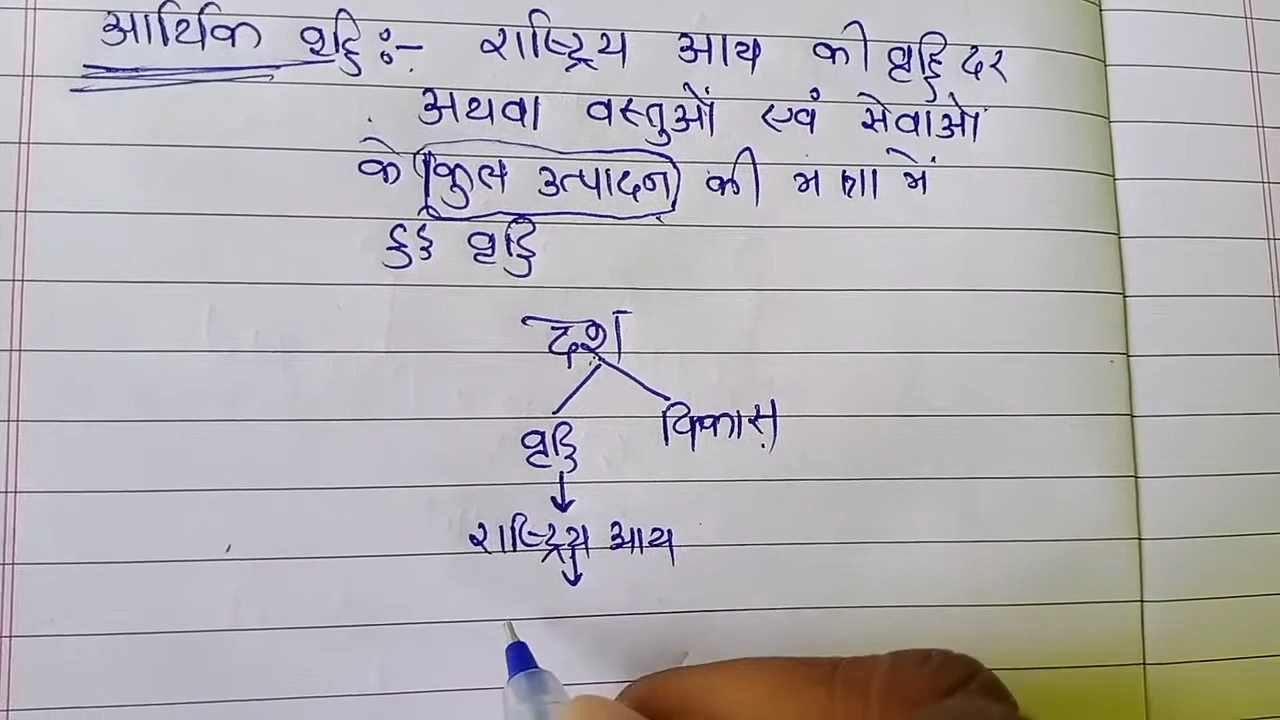 आर्थिक वृद्धि :- राष्ट्रिय आय की वृद्धि दर
अथवा वस्तुओं एवं सेवाओ
के कुल उत्पादन की मात्रा में
हुई वृद्धि
देश
वृद्धि विकास
राष्ट्रिय आय